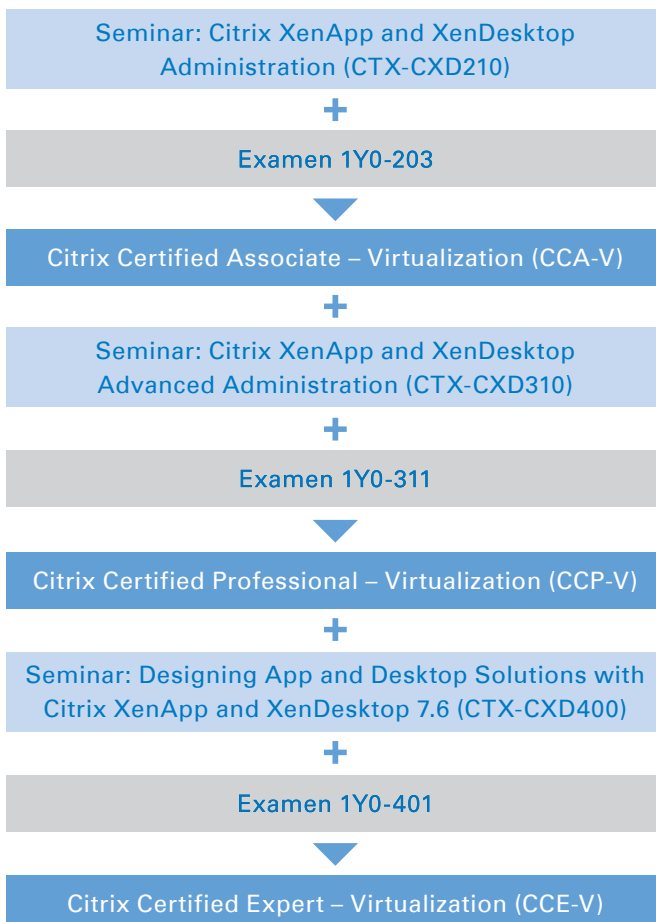 Seminar: Citrix XenApp and XenDesktop
Administration (CTX-CXD210)
+
Examen 1Y0-203
Citrix Certified Associate – Virtualization (CCA-V)
+
Seminar: Citrix XenApp and XenDesktop
Advanced Administration (CTX-CXD310)
+
Examen 1Y0-311
Citrix Certified Professional – Virtualization (CCP-V)
+
Seminar: Designing App and Desktop Solutions with
Citrix XenApp and XenDesktop 7.6 (CTX-CXD400)
+
Examen 1Y0-401
Citrix Certified Expert – Virtualization (CCE-V)